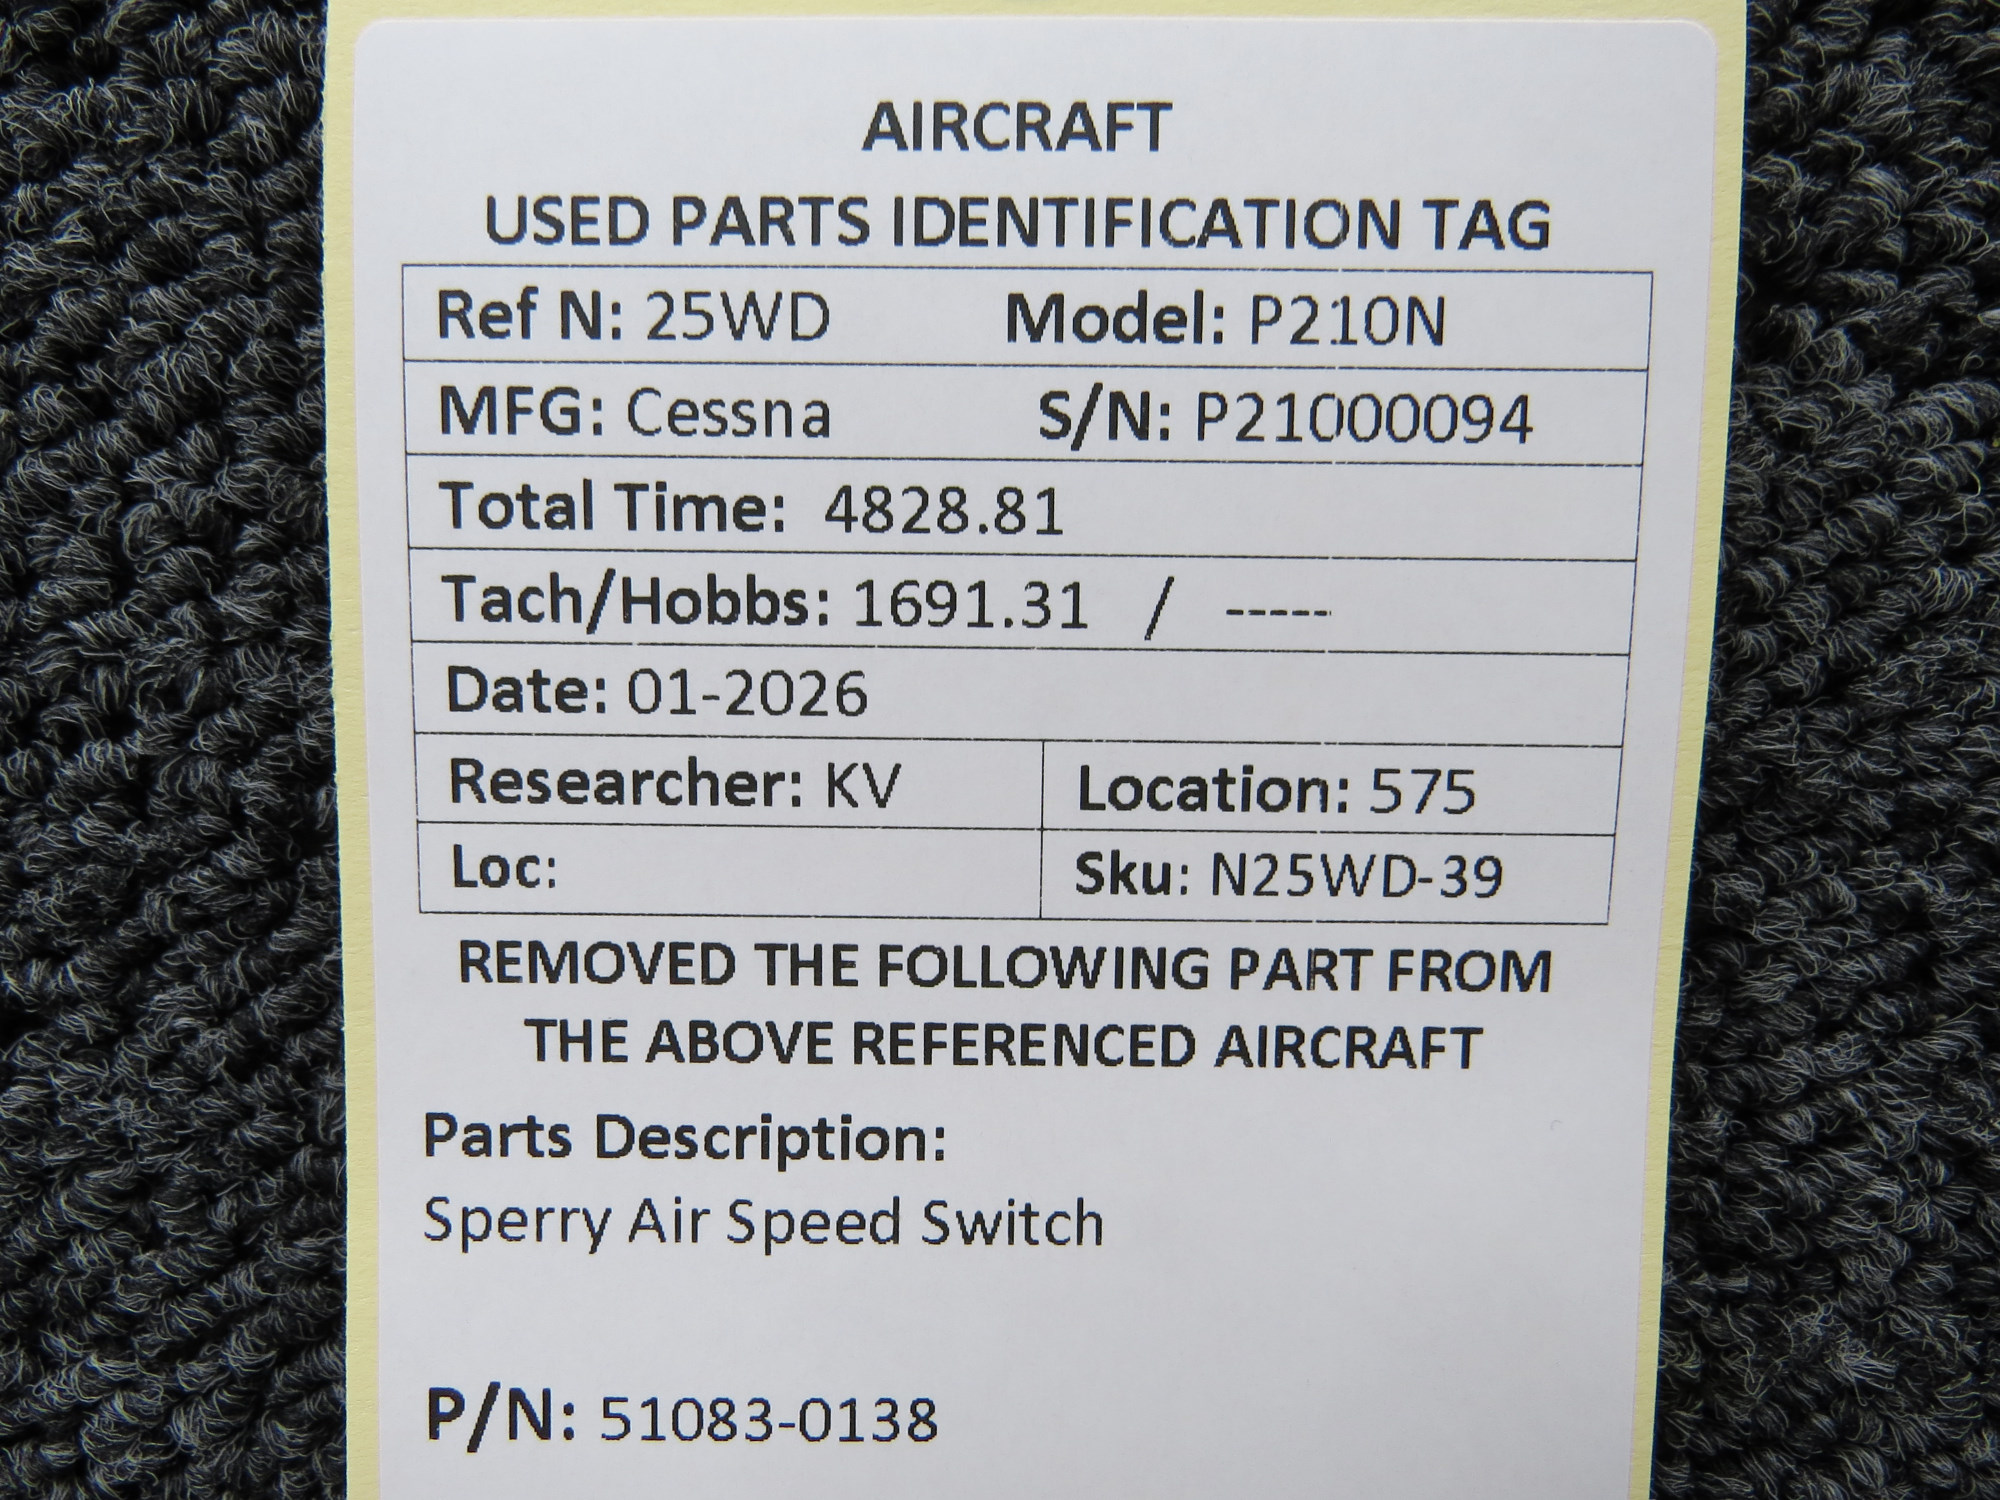 AIRCRAFT
USED PARTS IDENTIFICATION TAG
Ref N: 25WD Model: P210N
MFG: Cessna S/N: P21000094
Total Time: 4828.81
Tach/Hobbs: 1691.31 / -----
Date: 01-2026
Researcher: KV Location: 575
Loc: Sku: N25WD-39
REMOVED THE FOLLOWING PART FROM
THE ABOVE REFERENCED AIRCRAFT
Parts Description:
Sperry Air Speed Switch
P/N: 51083-0138